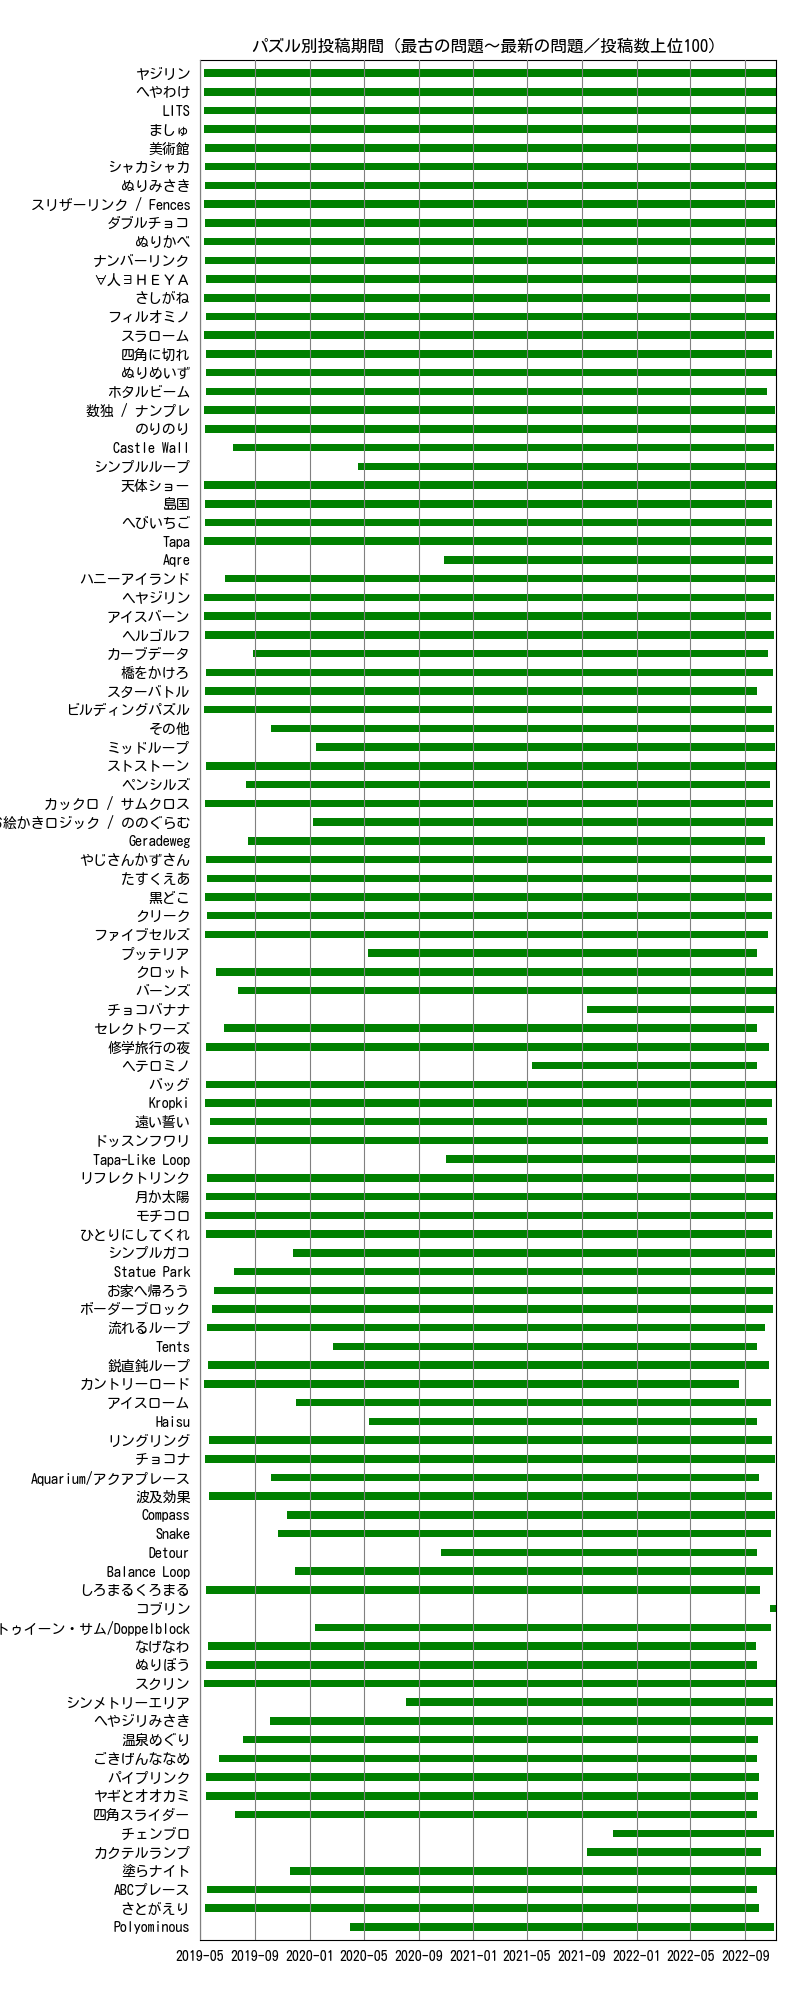 パズル別投稿期間 (最古の問題〜最新の問題／投稿数上位100)
ヤジリン
へやわけ
LITS
ましゅ
美術館
シャカシャカ
ぬりみさき
スリザーリンク / Fences
ダブルチョコ
ぬりかべ
ナンバーリンク
∀人∃ＨＥＹＡ
さしがね
フィルオミノ
スラローム
四角に切れ
ぬりめいず
ホタルビーム
数独 / ナンプレ
のりのり
Castle Wall
シンプルループ
天体ショー
島国
へびいちご
Tapa
Aqre
ハニーアイランド
ヘヤジリン
アイスバーン
ヘルゴルフ
カーブデータ
橋をかけろ
スターバトル
ビルディングパズル
その他
ミッドループ
ストストーン
ペンシルズ
カックロ / サムクロス
絵かきロジック / ののぐらむ
Geradeweg
やじさんかずさん
たすくえあ
黒どこ
クリーク
ファイブセルズ
プッテリア
クロット
バーンズ
チョコバナナ
セレクトワーズ
修学旅行の夜
ヘテロミノ
バッグ
Kropki
遠い誓い
ドッスンフワリ
Tapa-Like Loop
リフレクトリンク
月か太陽
モチコロ
ひとりにしてくれ
シンプルガコ
Statue Park
お家へ帰ろう
ボーダーブロック
流れるループ
Tents
鋭直鈍ループ
カントリーロード
アイスローム
Haisu
リングリング
チョコナ
Aquarium/アクアプレース
波及効果
Compass
Snake
Detour
Balance Loop
しろまるくろまる
コブリン
トゥイーン・サム/Doppelblock
なげなわ
ぬりぼう
スクリン
シンメトリーエリア
へやジリみさき
温泉めぐり
ごきげんななめ
パイプリンク
ヤギとオオカミ
四角スライダー
チェンブロ
カクテルランプ
塗らナイト
ABCプレース
さとがえり
Polyominous
2019-05 2019-09 2020-01 2020-05 2020-09 2021-01 2021-05 2021-09 2022-01 2022-05 2022-09